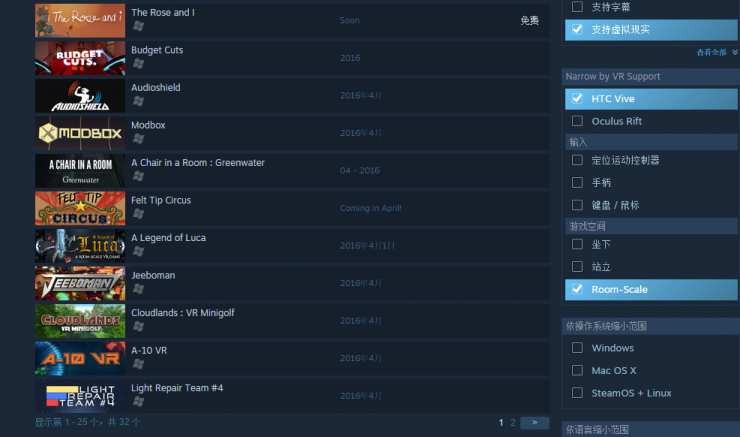 The Rose and i
The Rose and I
Soon
免费
BUDGET CUTS.
Budget Cuts
2016
AUDIOSHIELD
Audioshield
2016年4月
MODBOX
Modbox
2016年4月
A CHAIR IN A ROOM
Greenwater
A Chair in a Room : Greenwater
04 - 2016
FELT TIP
CIRCUS
Felt Tip Circus
Coming in April!
Luca
A ROOM-SCALE VR GAME
A Legend of Luca
2016年4月1日
JEEBOMAN
Jeeboman
2016年4月
CLOUDLANDS
VR MINIGOLF
Cloudlands : VR Minigolf
2016年4月
A-10 VR
A-10 VR
2016年4月
LIGHT
REPAIR
TEAM #4
Light Repair Team #4
2016年4月
显示第 1 - 25 个，共 32 个
1 2 >
支持字幕
支持虚拟现实
查看全部
Narrow by VR Support
HTC Vive
Oculus Rift
输入
定位运动控制器
手柄
键盘 / 鼠标
游戏空间
坐下
站立
Room-Scale
依操作系统缩小范围
Windows
Mac OS X
SteamOS + Linux
依语言缩小范围